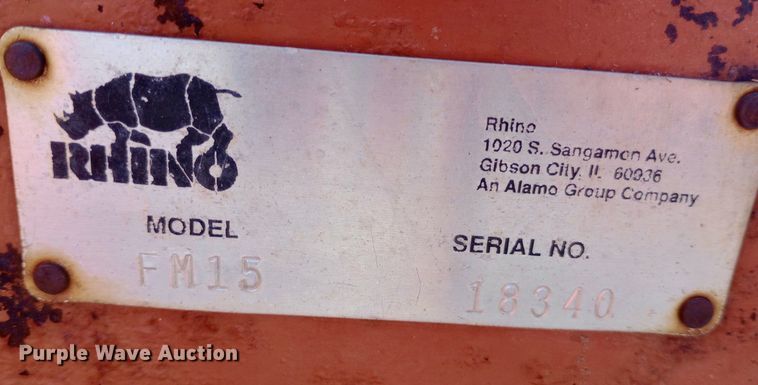 RHINO
Rhino
1020 S. Sangamon Ave.
Gibson City, IL 60936
An Alamo Group Company
MODEL
FM15
SERIAL NO.
18340
Purple Wave Auction